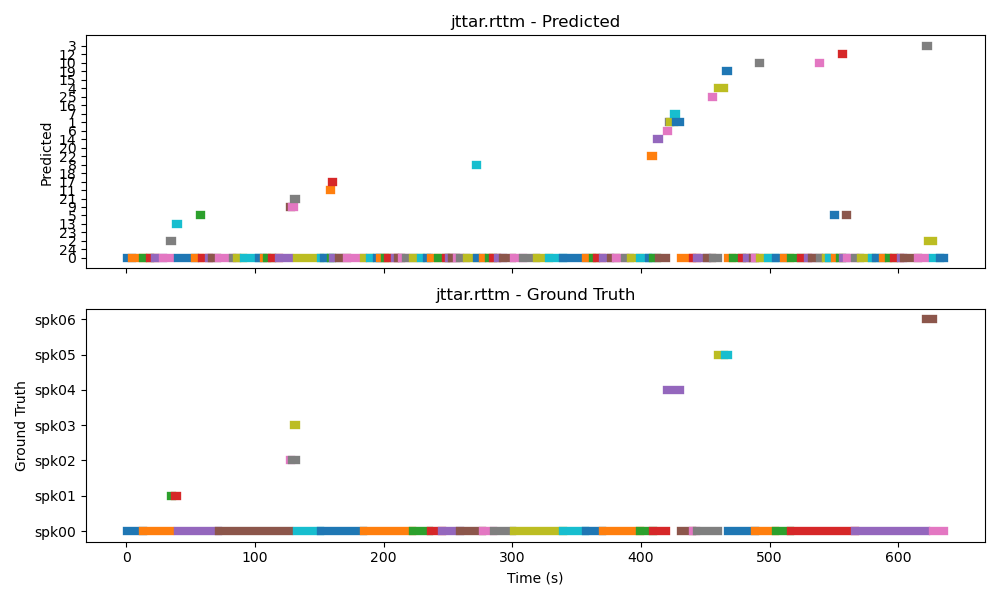 jttar.rttm - Predicted
Predicted
3
12
10
19
15
4
25
16
7
1
6
14
20
22
8
18
17
11
21
9
5
13
23
2
24
0
jttar.rttm - Ground Truth
Ground Truth
spk06
spk05
spk04
spk03
spk02
spk01
spk00
0 100 200 300 400 500 600
Time (s)